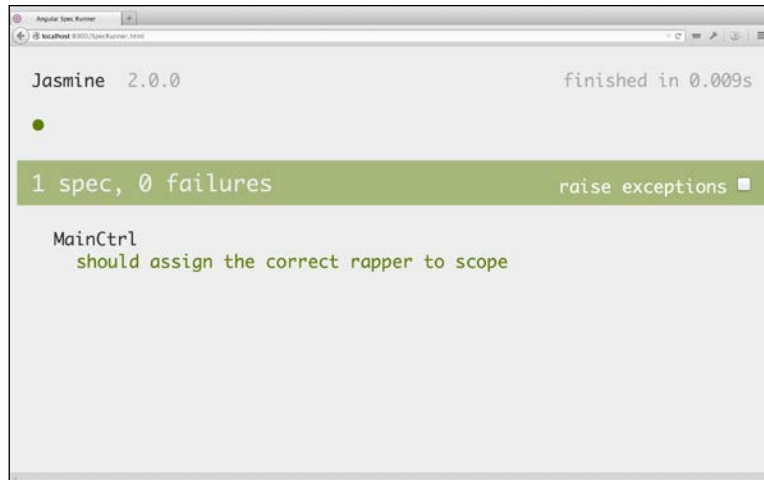 Angular Spec Runner
localhost:8000/SpecRunner.html
Jasmine 2.0.0
finished in 0.009s
1 spec, 0 failures
raise exceptions
MainCtrl
should assign the correct rapper to scope